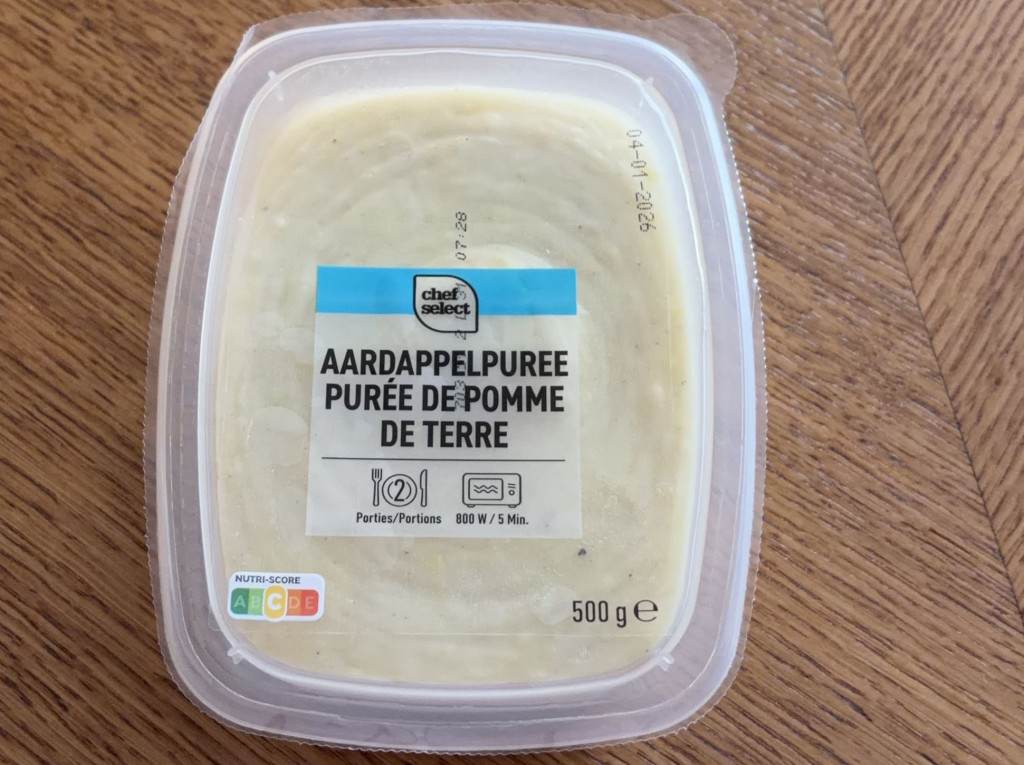 04-01-2026
07:28
chef
select
AARDAPPELPUREE
PURÉE DE POMME
DE TERRE
2
Porties/Portions
800 W / 5 Min.
NUTRI-SCORE
A B C D E
500 g e